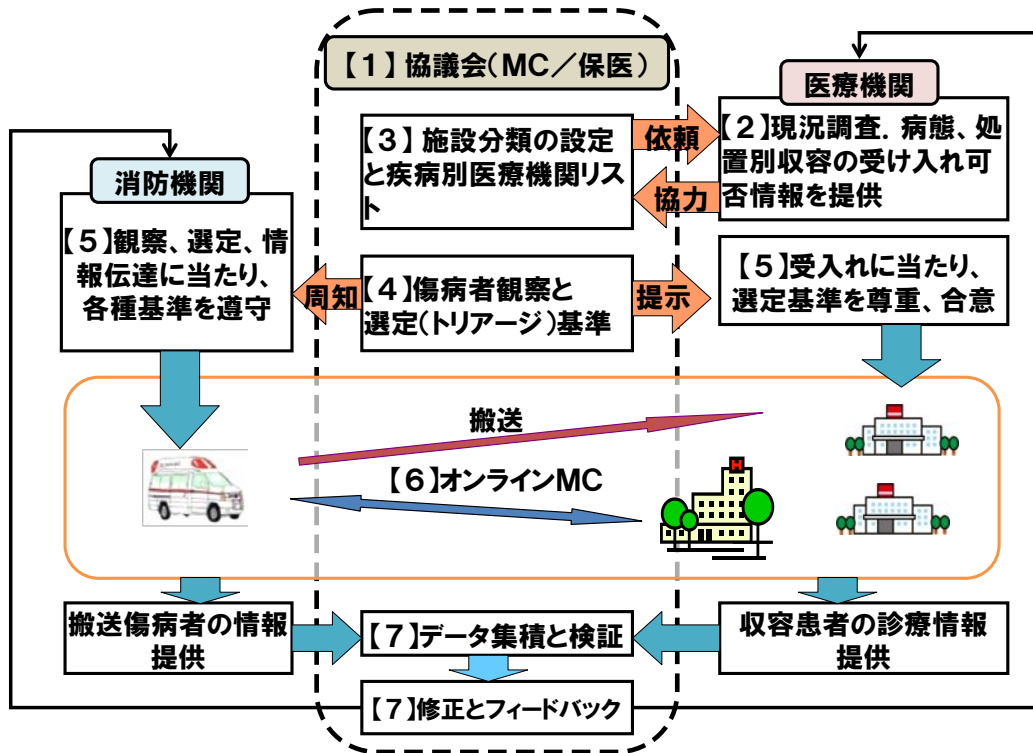 【１】協議会（MC／保医）
医療機関
【３】施設分類の設定
と疾病別医療機関リス
ト
依頼
協力
【２】現況調査．病態、処
置別収容の受け入れ可
否情報を提供
消防機関
【５】観察、選定、情
報伝達に当たり、
各種基準を遵守
周知
【４】傷病者観察と
選定（トリアージ）基準
提示
【５】受入れに当たり、
選定基準を尊重、合意
搬送
【６】オンラインMC
H
搬送傷病者の情報
提供
【７】データ集積と検証
収容患者の診療情報
提供
【７】修正とフィードバック